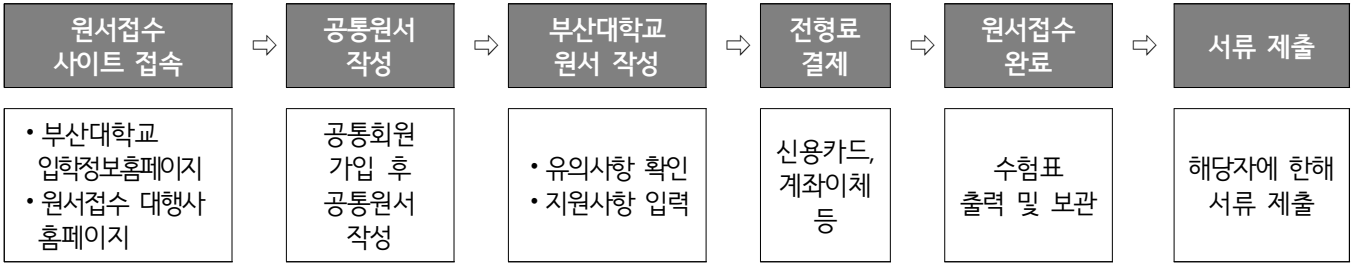 원서접수
사이트 접속
⇨
공통원서
작성
⇨
부산대학교
원서 작성
⇨
전형료
결제
⇨
원서접수
완료
⇨
서류 제출
• 부산대학교
입학정보홈페이지
• 원서접수 대행사
홈페이지
공통회원
가입 후
공통원서
작성
• 유의사항 확인
• 지원사항 입력
신용카드,
계좌이체
등
수험표
출력 및 보관
해당자에 한해
서류 제출